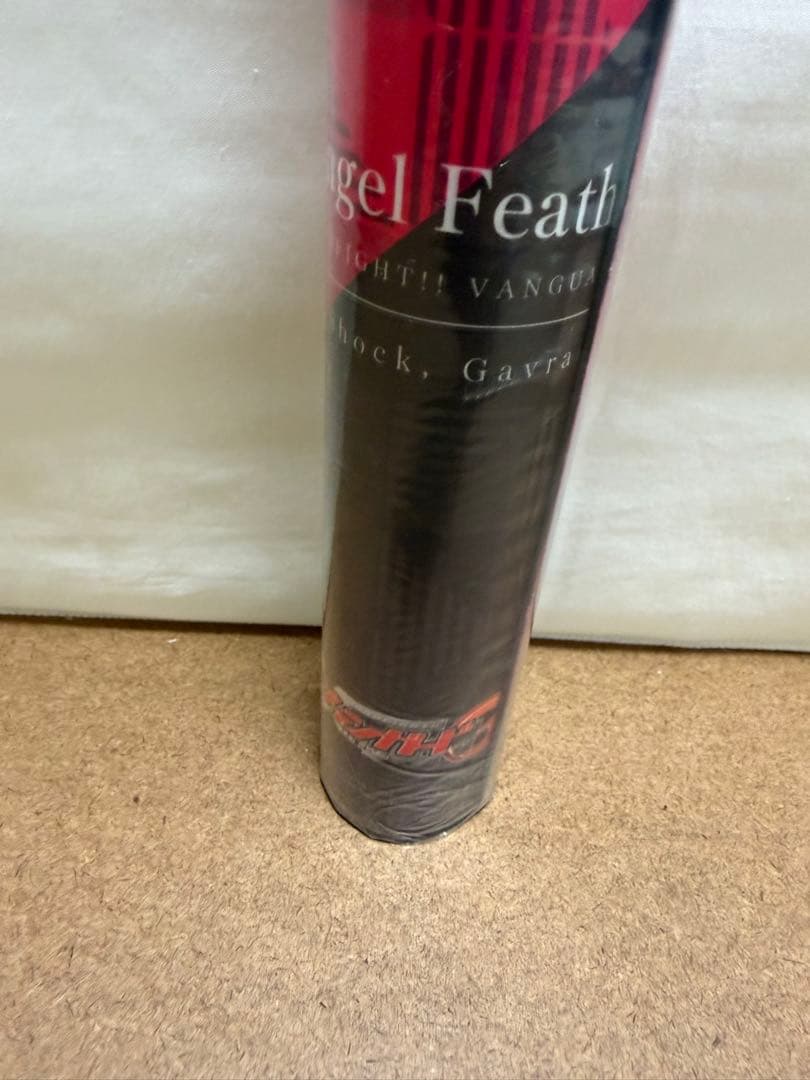 ngel Feath
FIGHT!! VANGUA
hock, Gavra